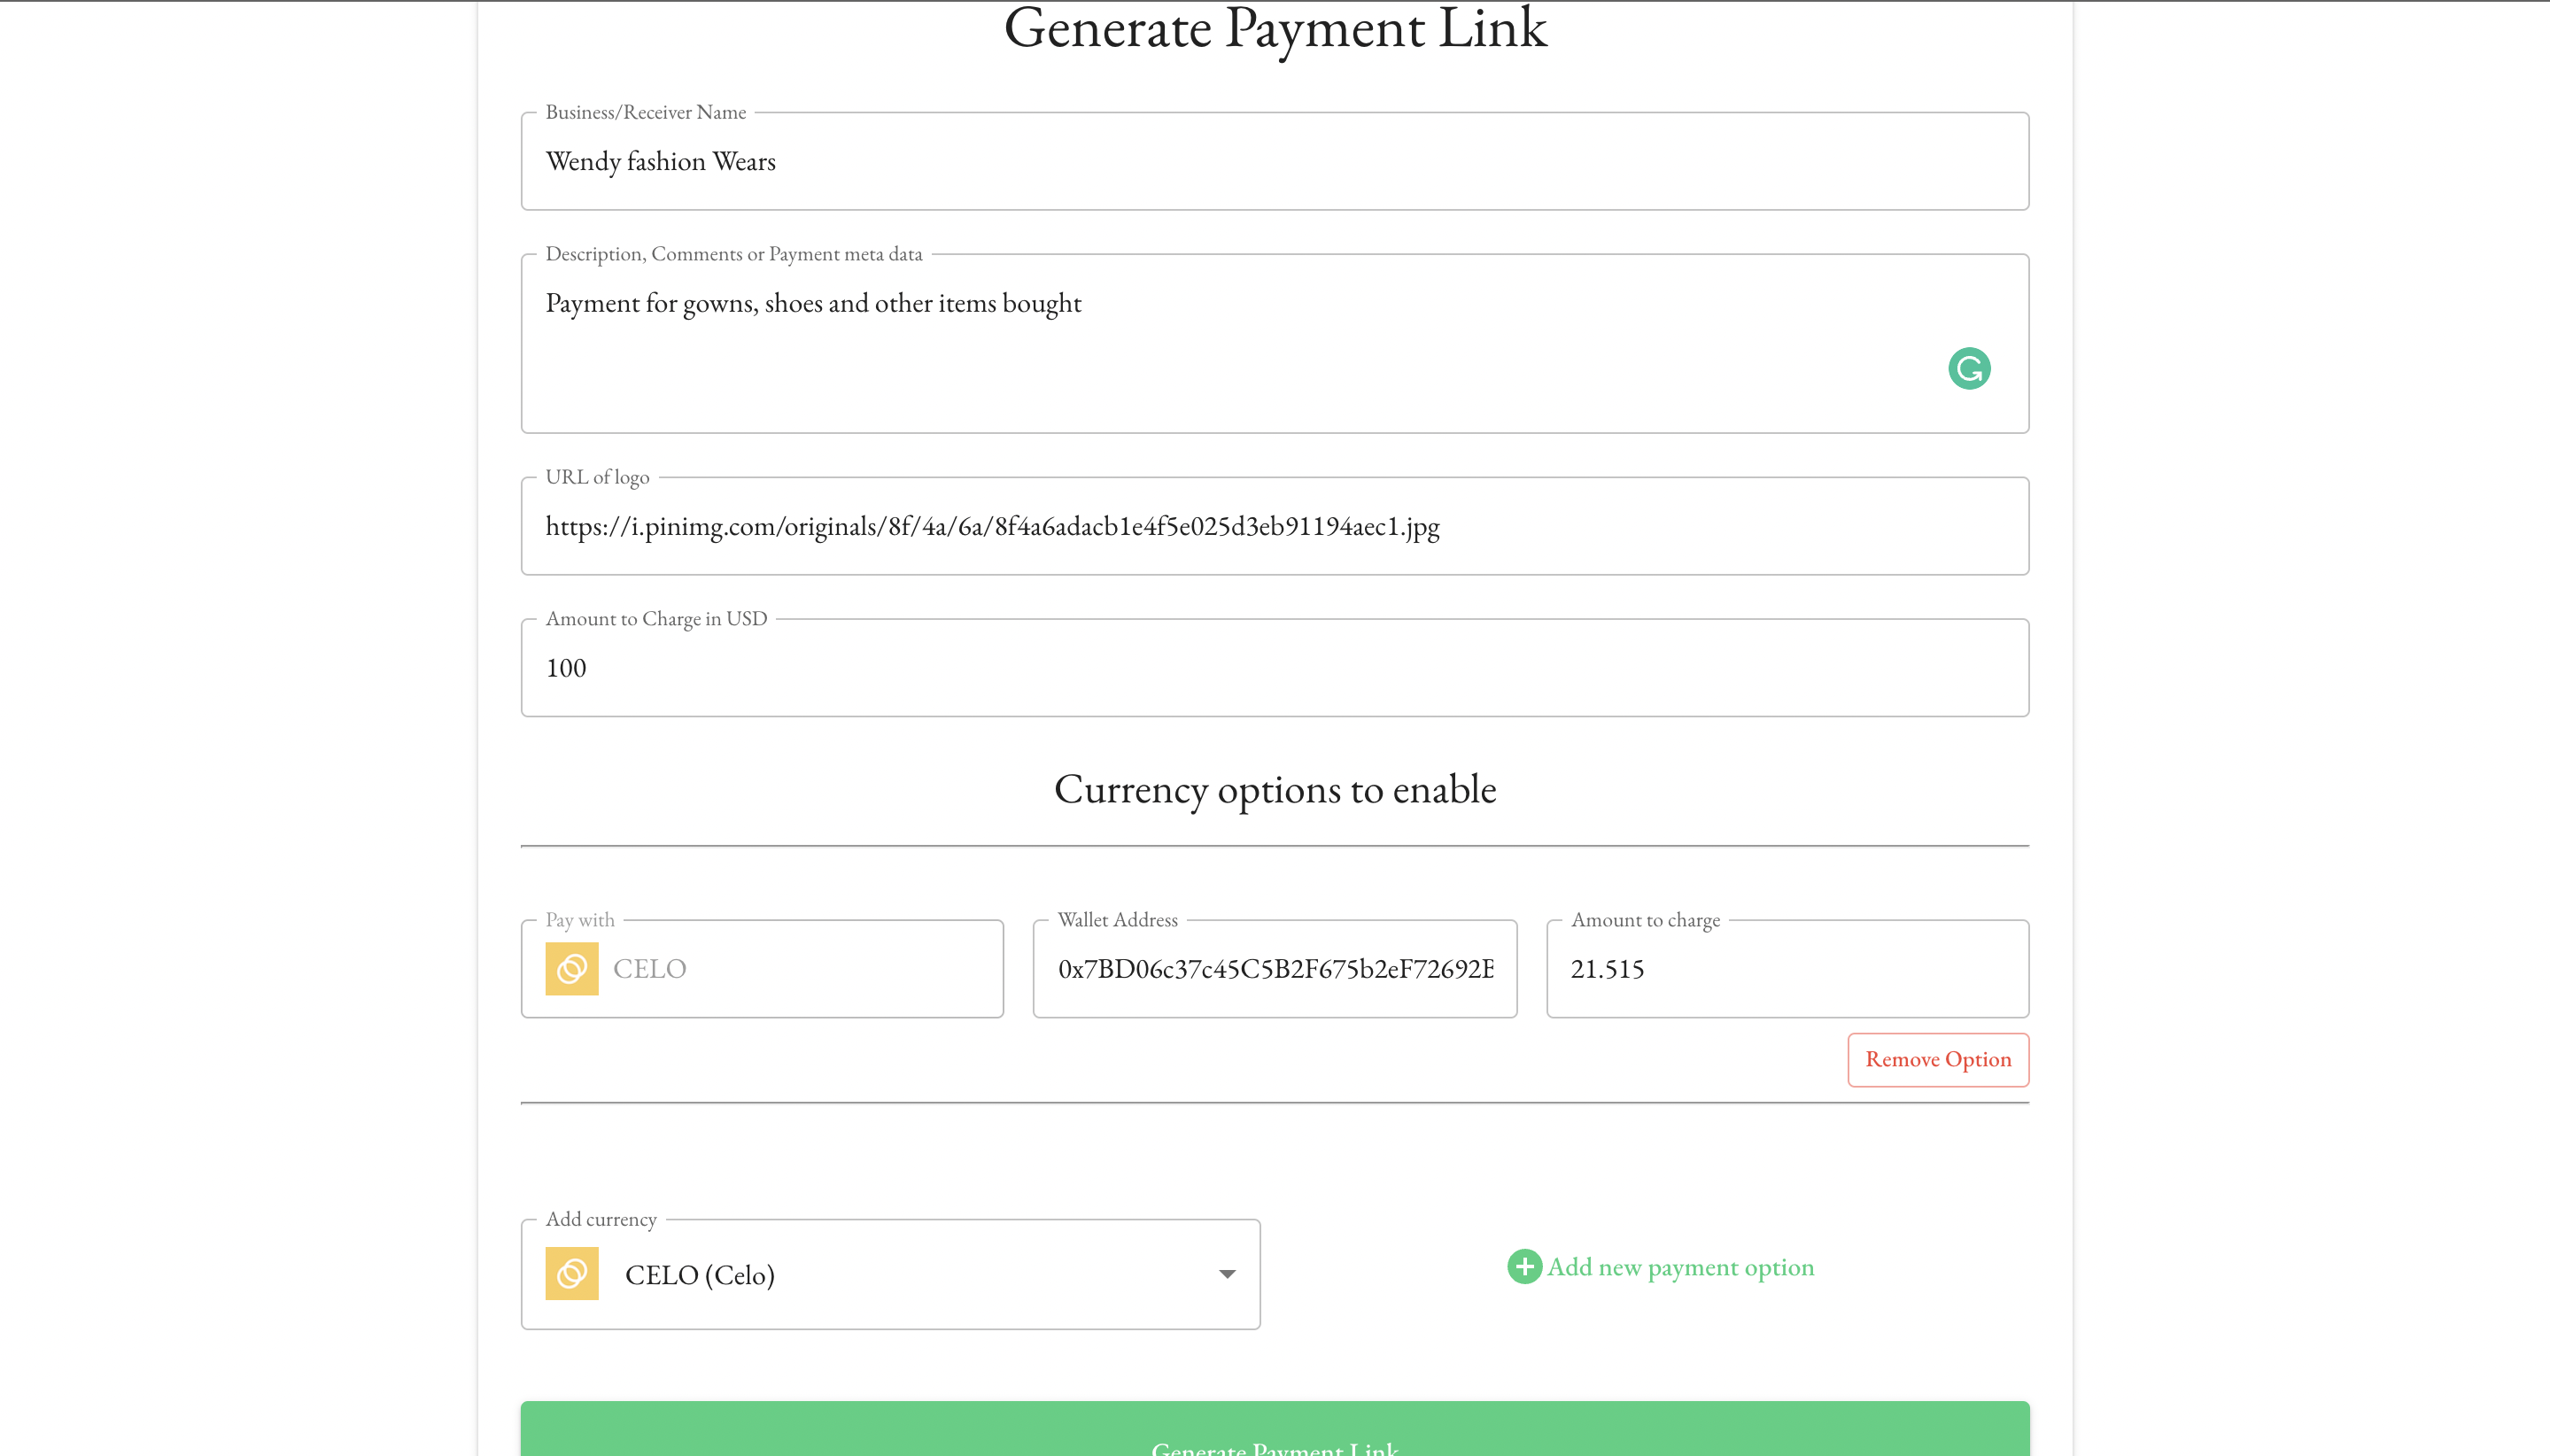 Generate Payment Link
Business/Receiver Name
Wendy fashion Wears
Description, Comments or Payment meta data
Payment for gowns, shoes and other items bought
URL of logo
https://i.pinimg.com/originals/8f/4a/6a/8f4a6adacb1e4f5e025d3eb91194aec1.jpg
Amount to Charge in USD
100
Currency options to enable
Pay with
CELO
Wallet Address
0x7BD06c37c45C5B2F675b2eF72692E
Amount to charge
21.515
Remove Option
Add currency
CELO (Celo)
Add new payment option
Generate Payment Link